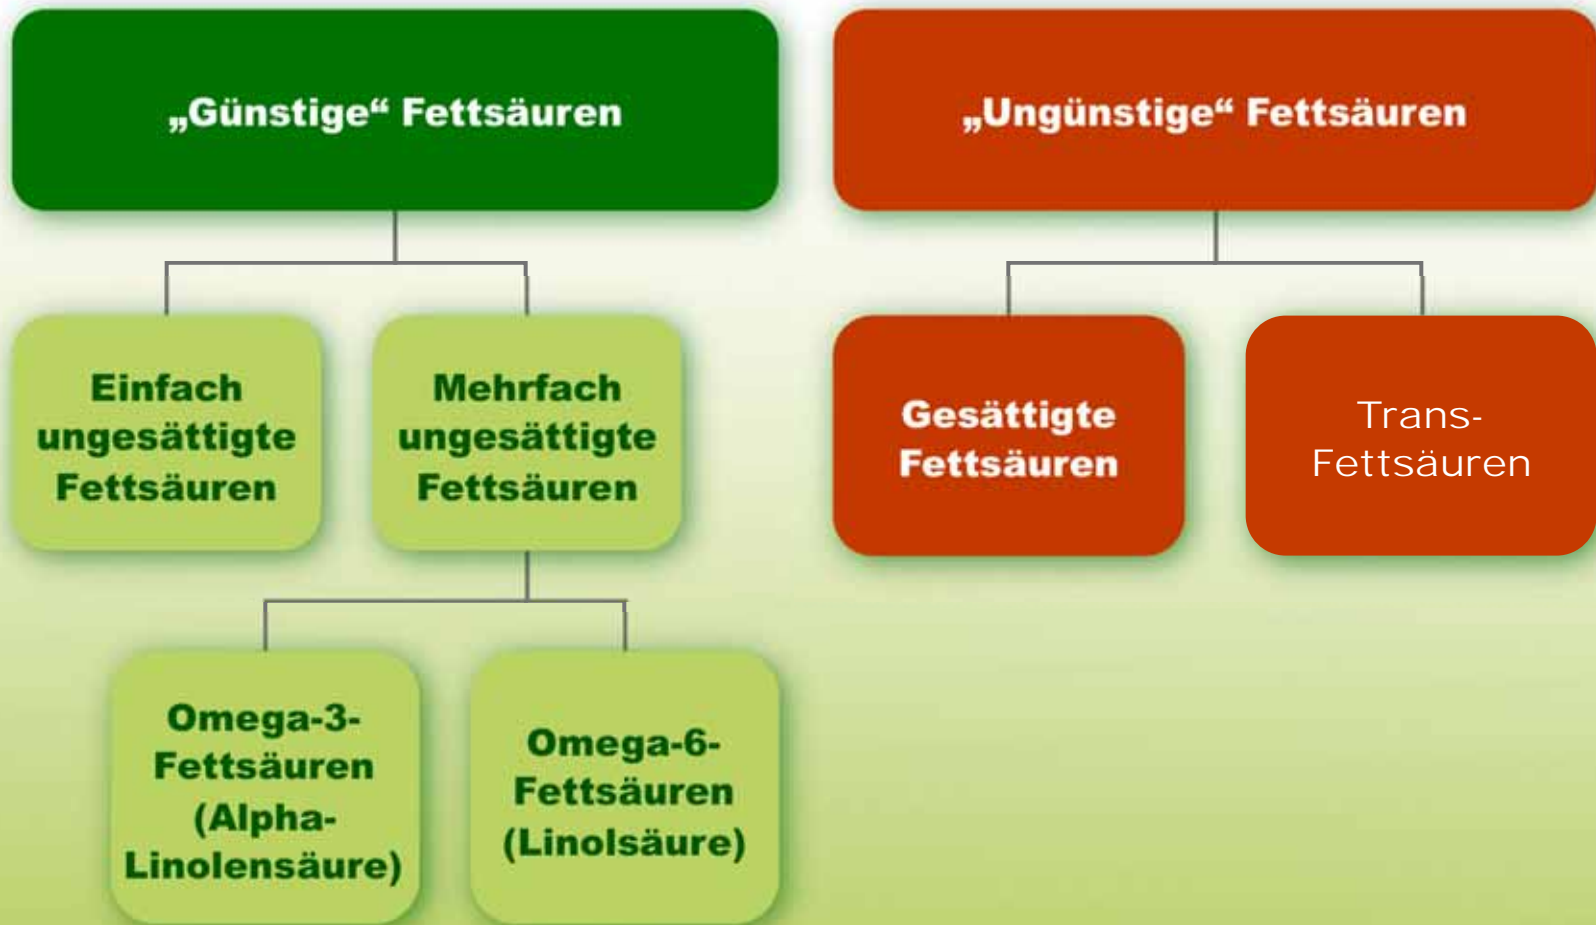 „Günstige“ Fettsäuren
„Ungünstige“ Fettsäuren
Einfach
ungesättigte
Fettsäuren
Mehrfach
ungesättigte
Fettsäuren
Gesättigte
Fettsäuren
Trans-
Fettsäuren
Omega-3-
Fettsäuren
(Alpha-
Linolensäure)
Omega-6-
Fettsäuren
(Linolsäure)